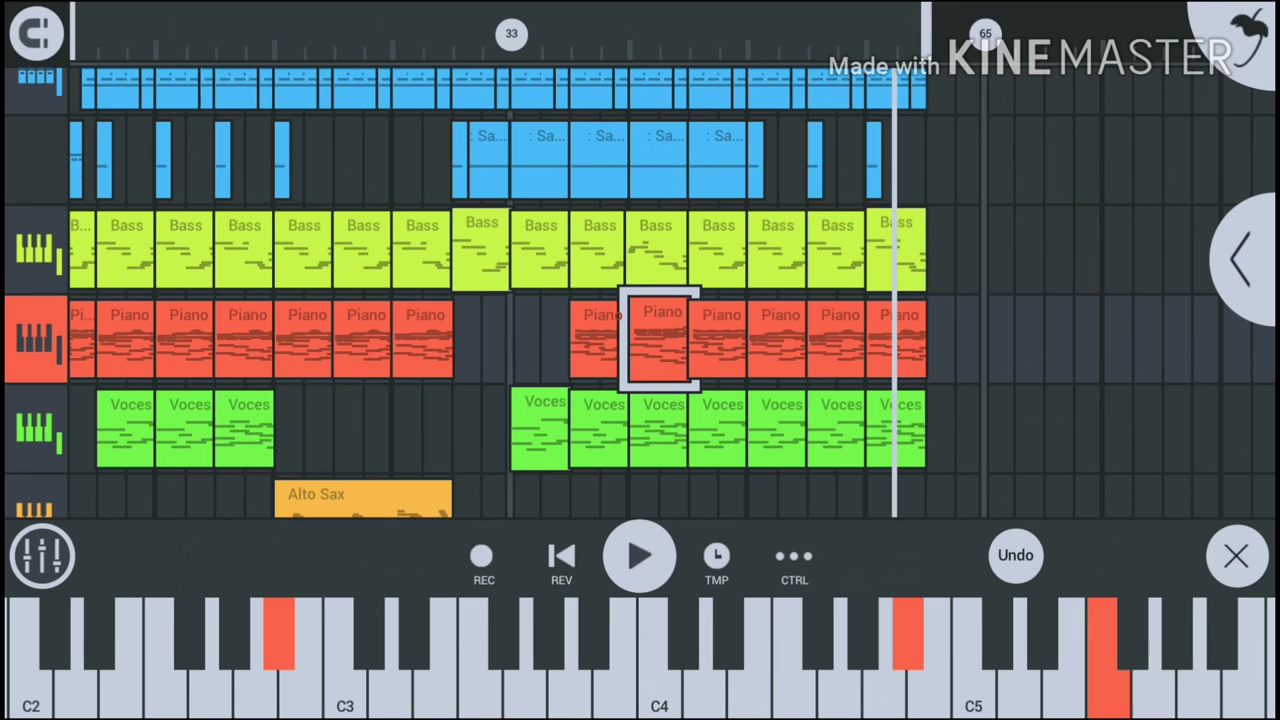 33
65
Made with KINEMASTER
: Sa... : Sa... : Sa... : Sa... : Sa...
B... Bass Bass Bass Bass Bass Bass Bass Bass Bass Bass Bass Bass Bass Bass
Pi... Piano Piano Piano Piano Piano Piano Piano Piano Piano Piano Piano Piano
Voces Voces Voces Voces Voces Voces Voces Voces Voces Voces
Alto Sax
REC
REV
TMP
CTRL
Undo
C2 C3 C4 C5